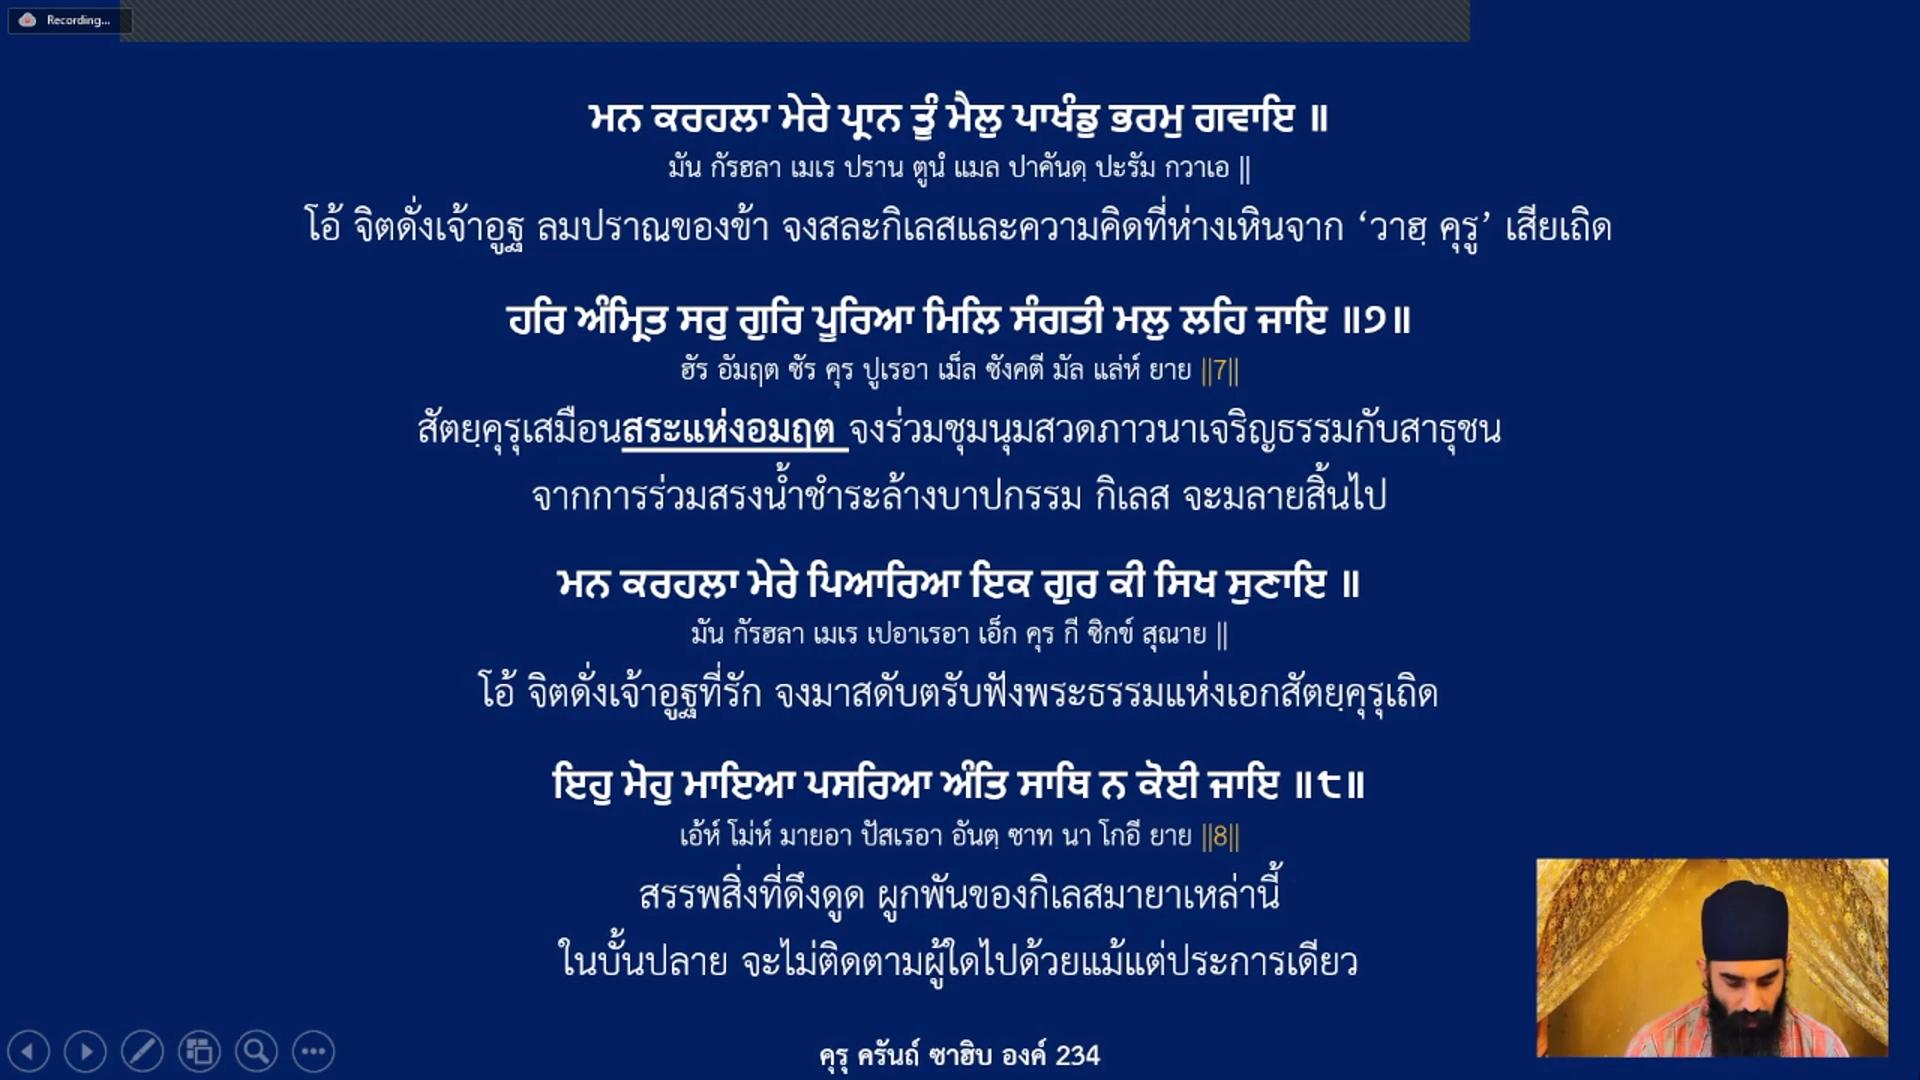 Recording...
ਮਨ ਕਰਹਲਾ ਮੇਰੇ ਪ੍ਰਾਨ ਤੂੰ ਮੈਲੁ ਪਾਖੰਡੁ ਭਰਮੁ ਗਵਾਇ ॥
มัน กัรฮลา เมเร ปราน ตูนํ แมล ปาคันดฺ ปะรัม กวาเอ ||
โอ้ จิตดั่งเจ้าอูฐ ลมปราณของข้า จงสละกิเลสและความคิดที่ห่างเหินจาก ‘วาฮฺ คุรู’ เสียเถิด
ਹਰਿ ਅੰਮ੍ਰਿਤ ਸਰੁ ਗੁਰਿ ਪੂਰਿਆ ਮਿਲਿ ਸੰਗਤੀ ਮਲੁ ਲਹਿ ਜਾਇ ॥੭॥
ฮัร อัมฤต ซัร คุร ปูเรอา เม็ล ซังคตี มัล แล่ห์ ยาย ||7||
สัตยฺคุรุเสมือนสระแห่งอมฤต จงร่วมชุมนุมสวดภาวนาเจริญธรรมกับสาธุชน
จากการร่วมสรงน้ำชำระล้างบาปกรรม กิเลส จะมลายสิ้นไป
ਮਨ ਕਰਹਲਾ ਮੇਰੇ ਪਿਆਰਿਆ ਇਕ ਗੁਰ ਕੀ ਸਿਖ ਸੁਣਾਇ ॥
มัน กัรฮลา เมเร เปอาเรอา เอ็ก คุร กี ซิกข์ สุณาย ||
โอ้ จิตดั่งเจ้าอูฐที่รัก จงมาสดับตรับฟังพระธรรมแห่งเอกสัตยฺคุรุเถิด
ਇਹੁ ਮੋਹੁ ਮਾਇਆ ਪਸਰਿਆ ਅੰਤਿ ਸਾਥਿ ਨ ਕੋਈ ਜਾਇ ॥੮॥
เอ้ห์ โม่ห์ มายอา ปัสเรอา อันตฺ ซาท นา โกอี ยาย ||8||
สรรพสิ่งที่ดึงดูด ผูกพันของกิเลสมายาเหล่านี้
ในบั้นปลาย จะไม่ติดตามผู้ใดไปด้วยแม้แต่ประการเดียว
คุรุ ครันถ์ ซาฮิบ องค์ 234